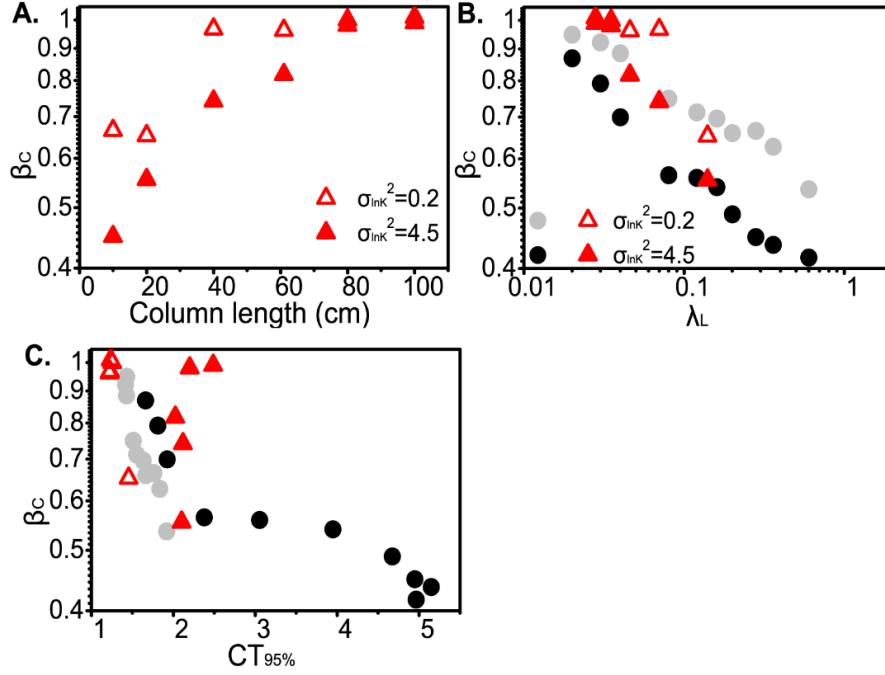 A.
1
0.9
0.8
0.7
0.6
0.5
0.4
βC
σlnK²=0.2
σlnK²=4.5
0 20 40 60 80 100
Column length (cm)
B.
1
0.9
0.8
0.7
0.6
0.5
0.4
βC
σlnK²=0.2
σlnK²=4.5
0.01 0.1 1
λL
C.
1
0.9
0.8
0.7
0.6
0.5
0.4
βC
1 2 3 4 5
CT95%